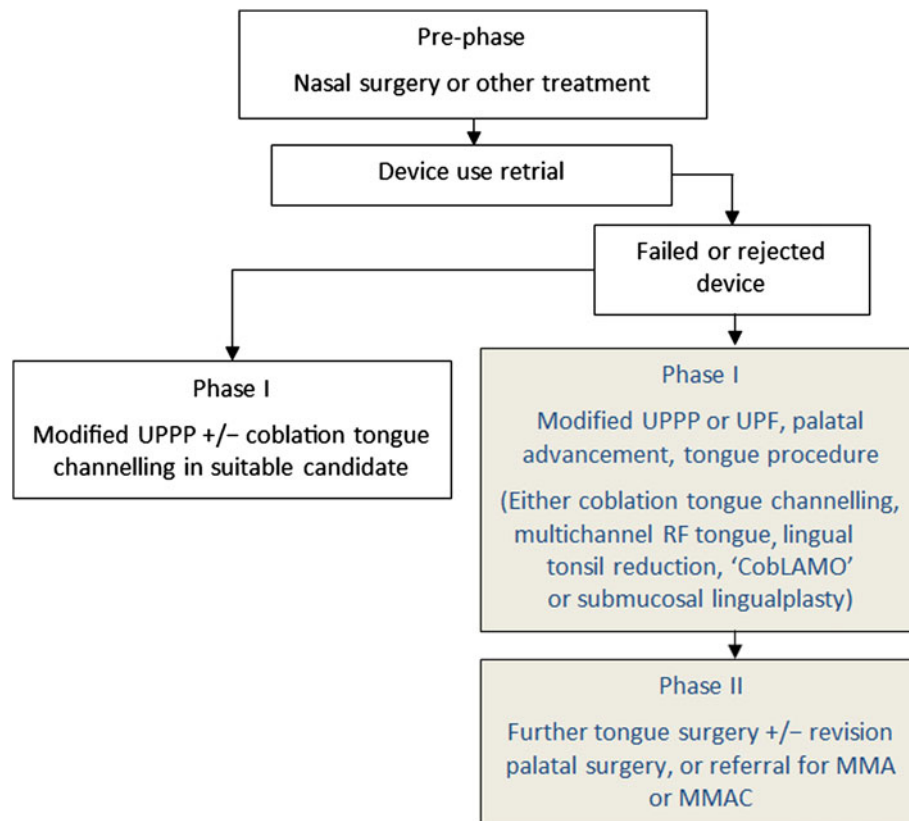 Pre-phase
Nasal surgery or other treatment
Device use retrial
Failed or rejected
device
Phase I
Modified UPPP +/− coblation tongue
channelling in suitable candidate
Phase I
Modified UPPP or UPF, palatal
advancement, tongue procedure
(Either coblation tongue channelling,
multichannel RF tongue, lingual
tonsil reduction, ‘CobLAMO’
or submucosal lingualplasty)
Phase II
Further tongue surgery +/− revision
palatal surgery, or referral for MMA
or MMAC